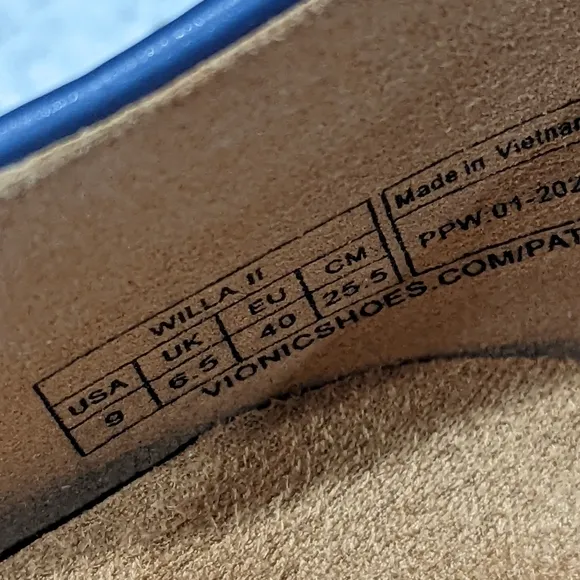 WILLA II
USA UK EU CM
9 6.5 40 25.5
Made in Vietnam
PPW 01-202
VIONICSHOES.COM/PAT